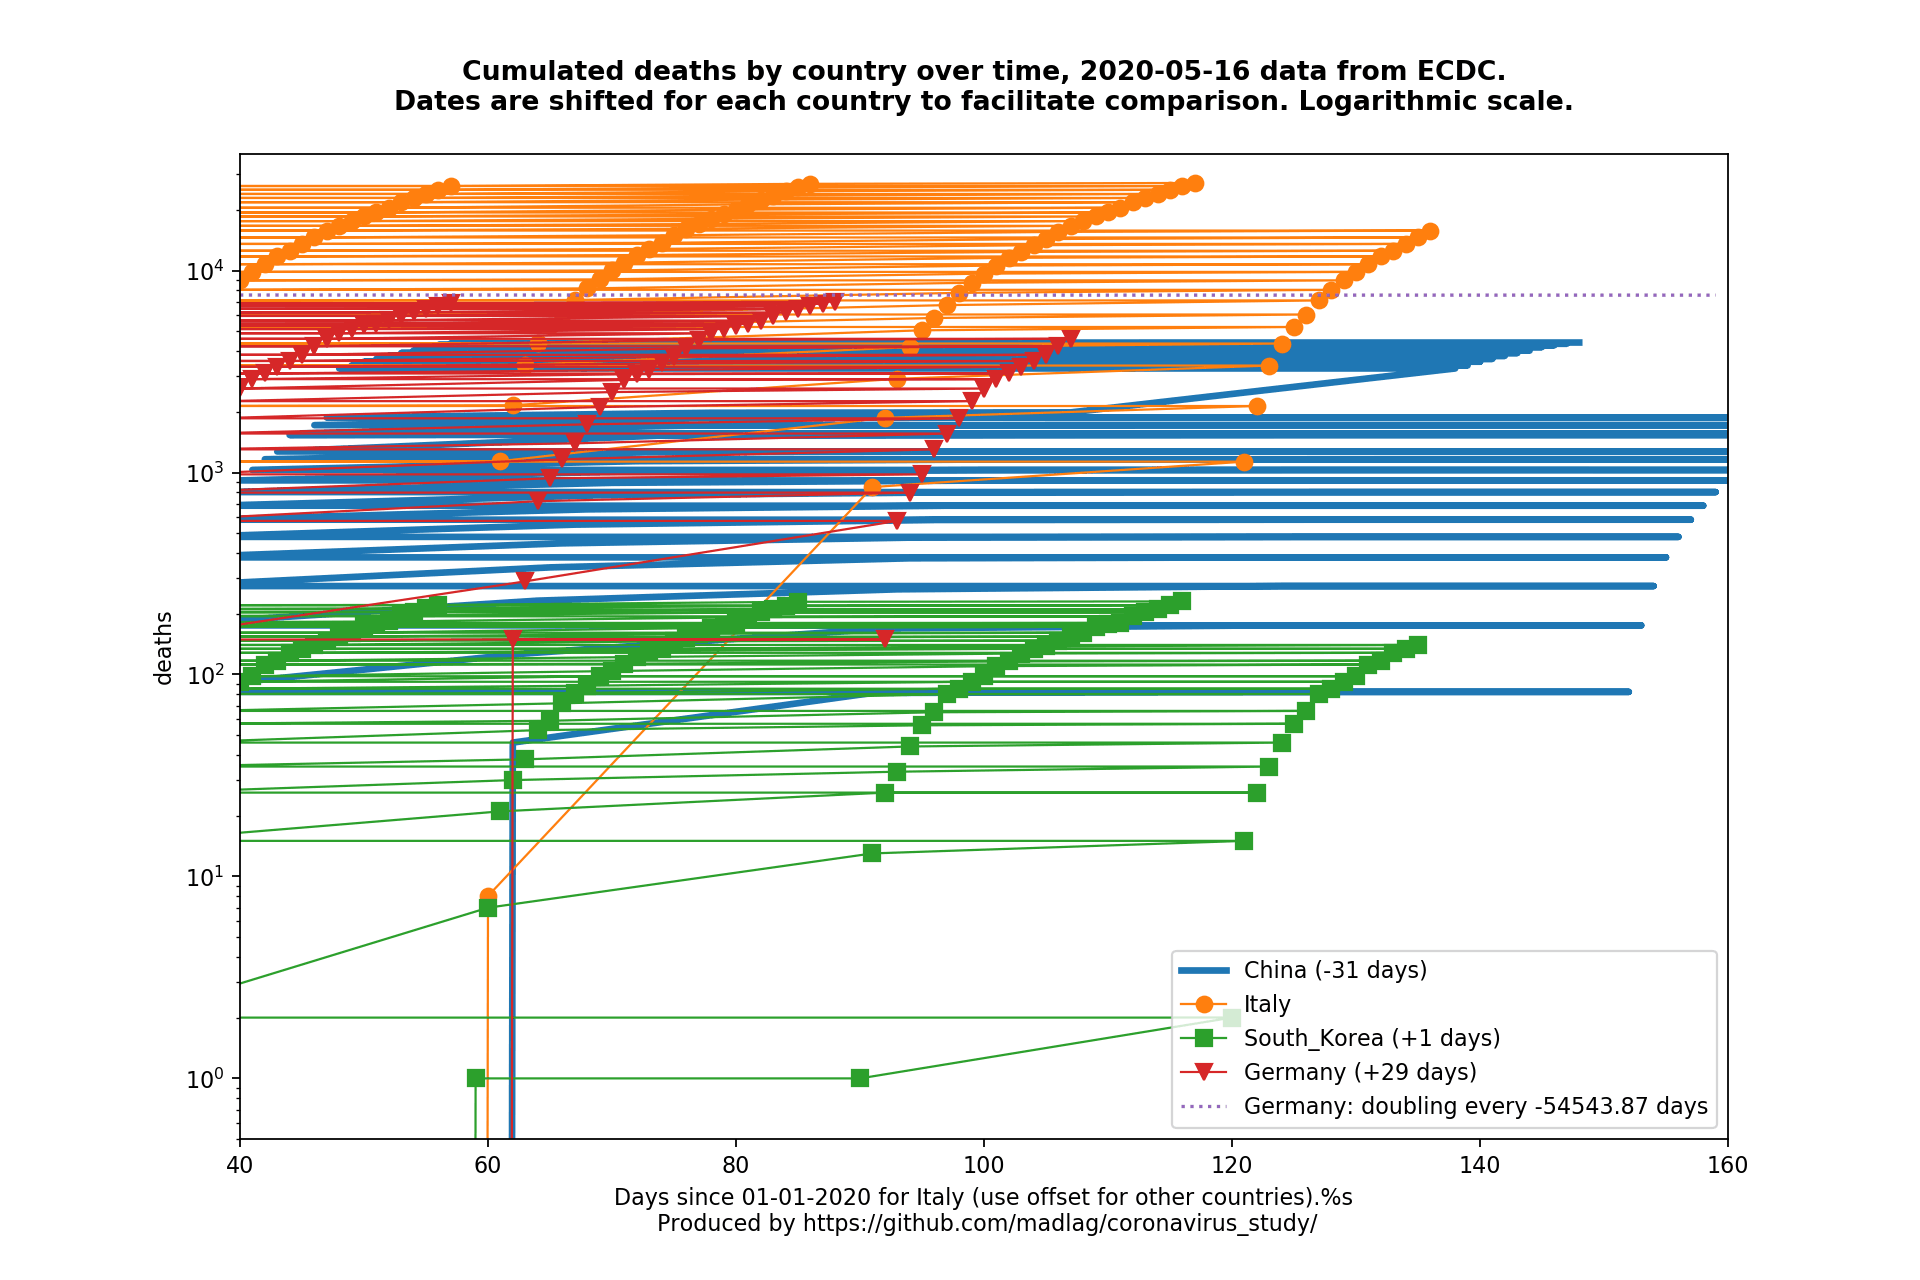 Cumulated deaths by country over time, 2020-05-16 data from ECDC.
Dates are shifted for each country to facilitate comparison. Logarithmic scale.
deaths
10⁴
10³
10²
10¹
10⁰
40 60 80 100 120 140 160
China (-31 days)
Italy
South_Korea (+1 days)
Germany (+29 days)
Germany: doubling every -54543.87 days
Days since 01-01-2020 for Italy (use offset for other countries).%s
Produced by https://github.com/madlag/coronavirus_study/